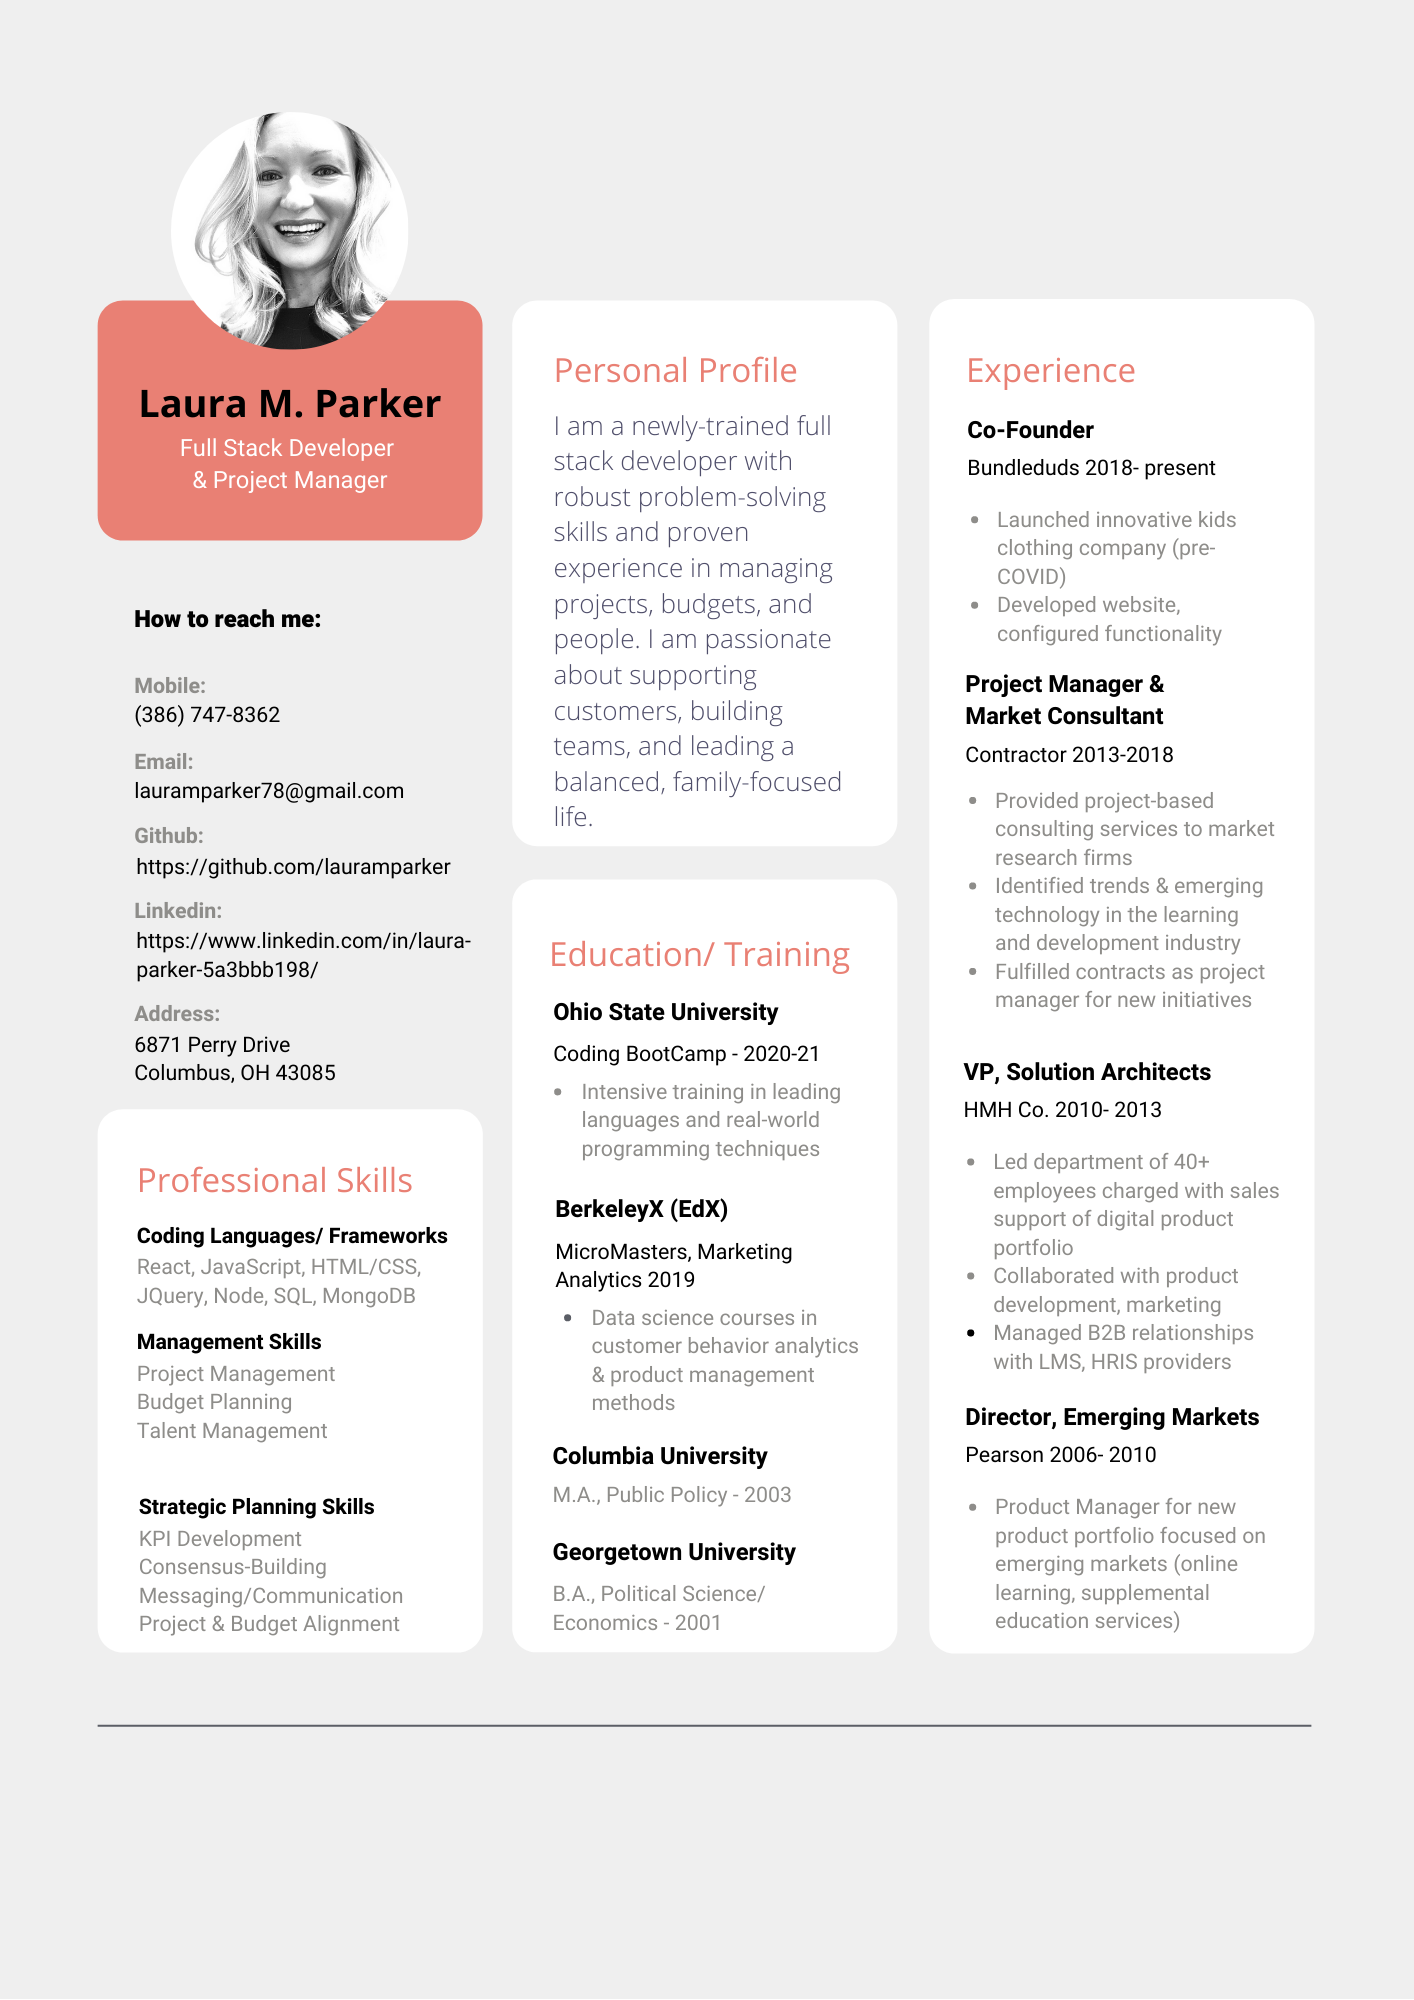 Laura M. Parker
Full Stack Developer
& Project Manager
How to reach me:
Mobile:
(386) 747-8362
Email:
lauramparker78@gmail.com
Github:
https://github.com/lauramparker
Linkedin:
https://www.linkedin.com/in/laura-
parker-5a3bbb198/
Address:
6871 Perry Drive
Columbus, OH 43085
Professional Skills
Coding Languages/ Frameworks
React, JavaScript, HTML/CSS,
JQuery, Node, SQL, MongoDB
Management Skills
Project Management
Budget Planning
Talent Management
Strategic Planning Skills
KPI Development
Consensus-Building
Messaging/Communication
Project & Budget Alignment
Personal Profile
I am a newly-trained full
stack developer with
robust problem-solving
skills and proven
experience in managing
projects, budgets, and
people. I am passionate
about supporting
customers, building
teams, and leading a
balanced, family-focused
life.
Education/ Training
Ohio State University
Coding BootCamp - 2020-21
• Intensive training in leading
languages and real-world
programming techniques
BerkeleyX (EdX)
MicroMasters, Marketing
Analytics 2019
• Data science courses in
customer behavior analytics
& product management
methods
Columbia University
M.A., Public Policy - 2003
Georgetown University
B.A., Political Science/
Economics - 2001
Experience
Co-Founder
Bundleduds 2018- present
• Launched innovative kids
clothing company (pre-
COVID)
• Developed website,
configured functionality
Project Manager &
Market Consultant
Contractor 2013-2018
• Provided project-based
consulting services to market
research firms
• Identified trends & emerging
technology in the learning
and development industry
• Fulfilled contracts as project
manager for new initiatives
VP, Solution Architects
HMH Co. 2010- 2013
• Led department of 40+
employees charged with sales
support of digital product
portfolio
• Collaborated with product
development, marketing
• Managed B2B relationships
with LMS, HRIS providers
Director, Emerging Markets
Pearson 2006- 2010
• Product Manager for new
product portfolio focused on
emerging markets (online
learning, supplemental
education services)